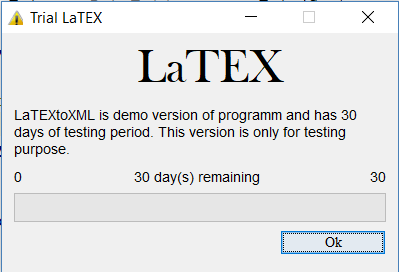 Trial LaTEX
LaTEX
LaTEXtoXML is demo version of programm and has 30
days of testing period. This version is only for testing
purpose.
0 30 day(s) remaining 30
Ok